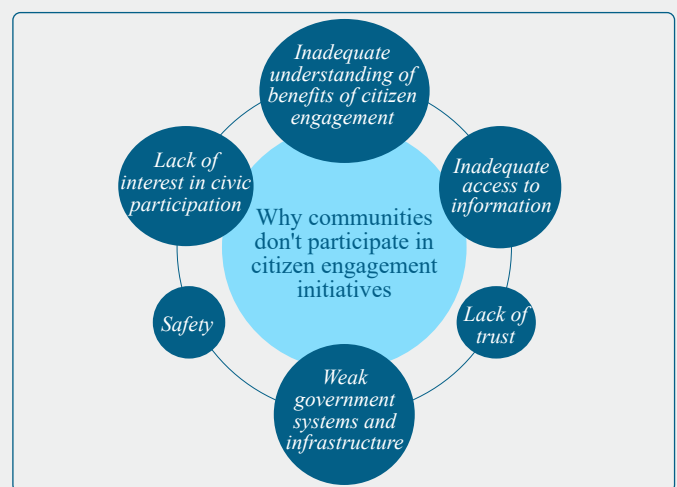 Inadequate
understanding of
benefits of citizen
engagement
Lack of
interest in civic
participation
Inadequate
access to
information
Why communities
don't participate in
citizen engagement
initiatives
Safety
Lack of
trust
Weak
government
systems and
infrastructure